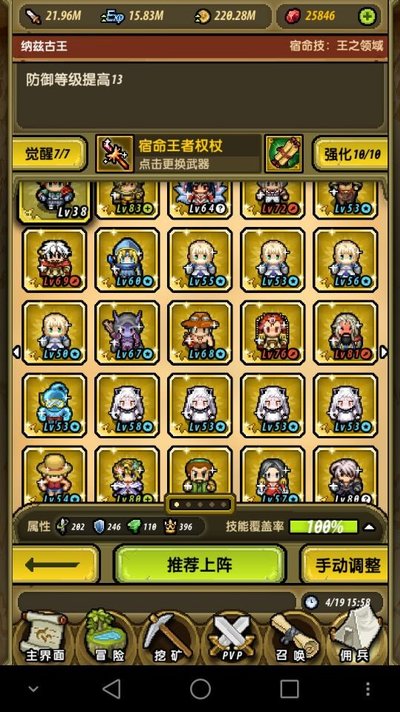 21.96M Exp 15.83M 220.28M 25846
纳兹古王 宿命技：王之领域
防御等级提高13
觉醒7/7 宿命王者权杖 强化10/10
点击更换武器
Lv38 Lv83 Lv64? Lv72 Lv53
Lv69 Lv60 Lv55 Lv53 Lv56
Lv50 Lv67 Lv68 Lv76 Lv81
Lv53 Lv58 Lv53 Lv53 Lv53
Lv54 Lv80 Lv57 Lv80?
属性 202 246 110 396 技能覆盖率 100%
推荐上阵 手动调整
4/19 15:58
主界面 冒险 挖矿 PVP 召唤 佣兵